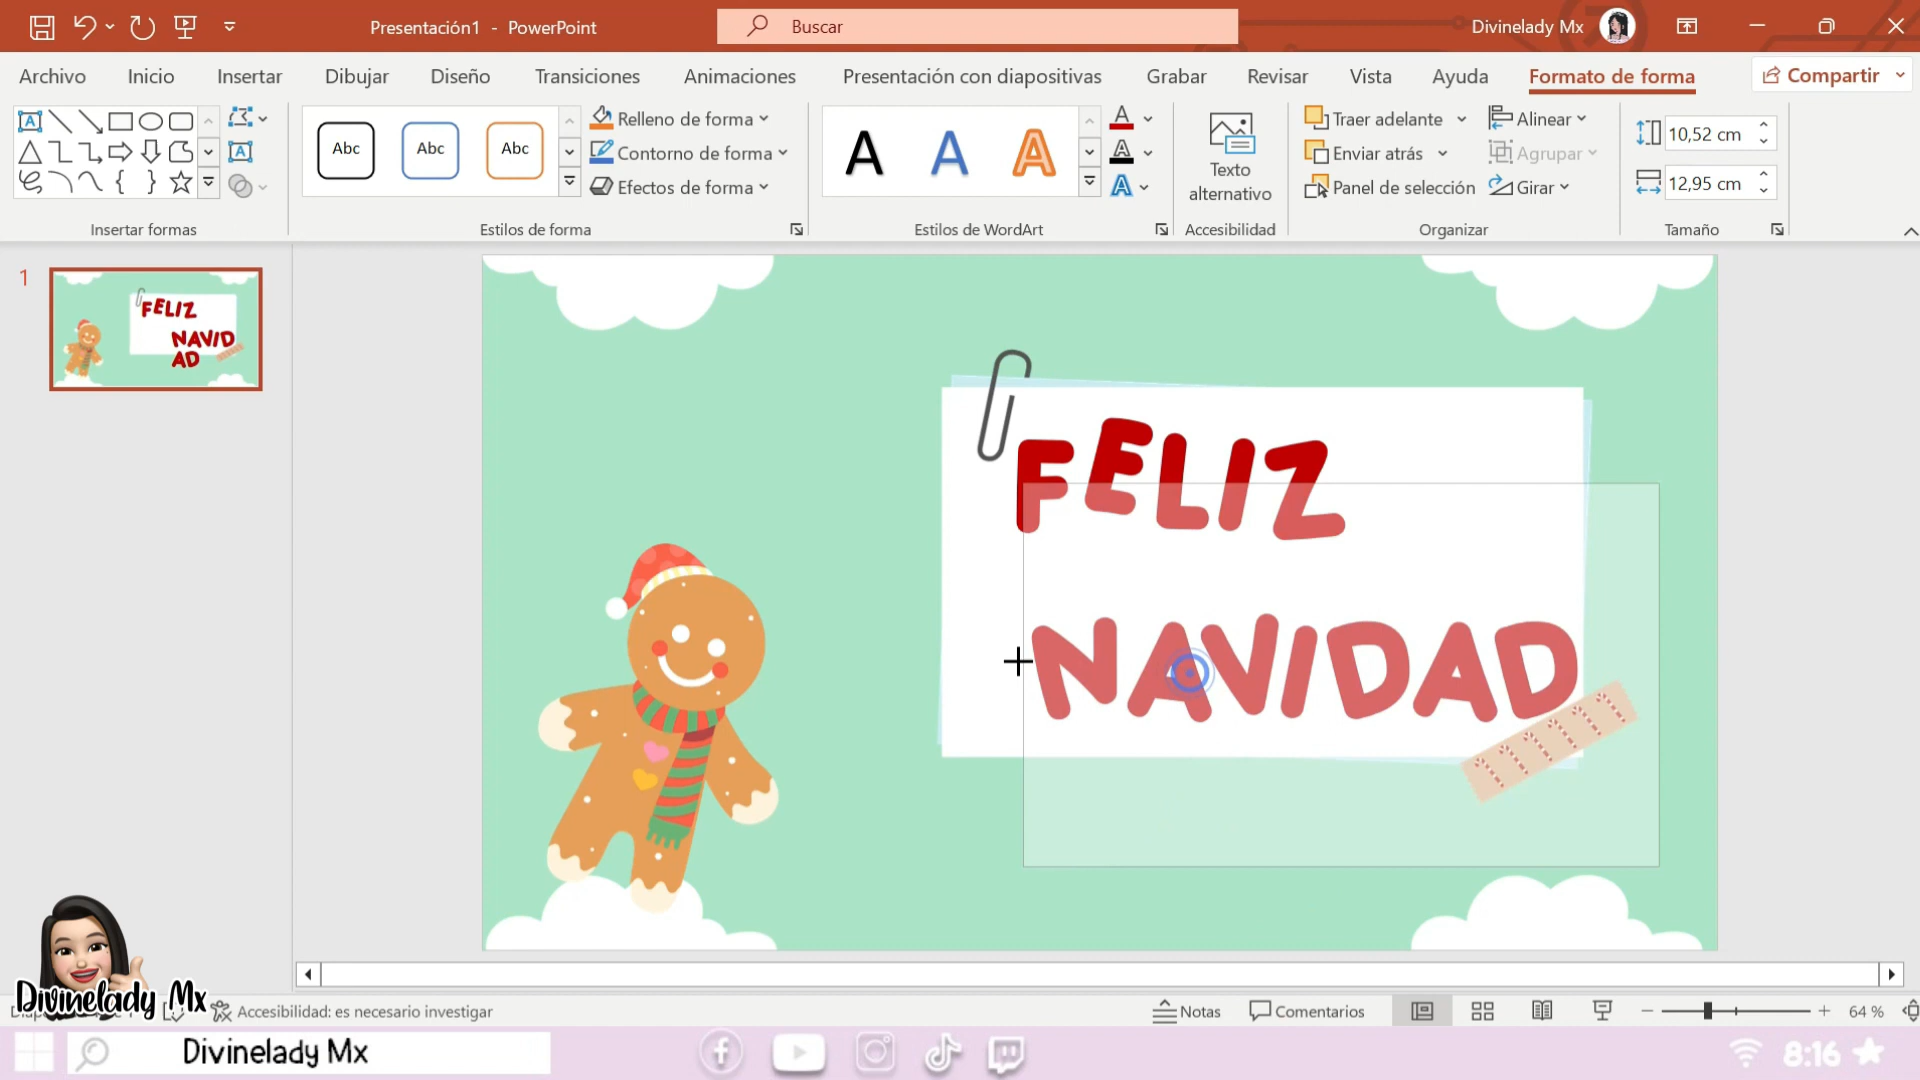 Presentación1 - PowerPoint
Buscar
Divinelady Mx
Archivo Inicio Insertar Dibujar Diseño Transiciones Animaciones Presentación con diapositivas Grabar Revisar Vista Ayuda Formato de forma Compartir
Abc Abc Abc
Relleno de forma
Contorno de forma
Efectos de forma
A A A
Texto alternativo
Traer adelante
Enviar atrás
Panel de selección
Alinear
Agrupar
Girar
10,52 cm
12,95 cm
Insertar formas
Estilos de forma
Estilos de WordArt
Accesibilidad
Organizar
Tamaño
1
FELIZ
NAVID
AD
FELIZ
NAVIDAD
Divinelady Mx
Accesibilidad: es necesario investigar
Notas
Comentarios
64 %
Divinelady Mx
8:16